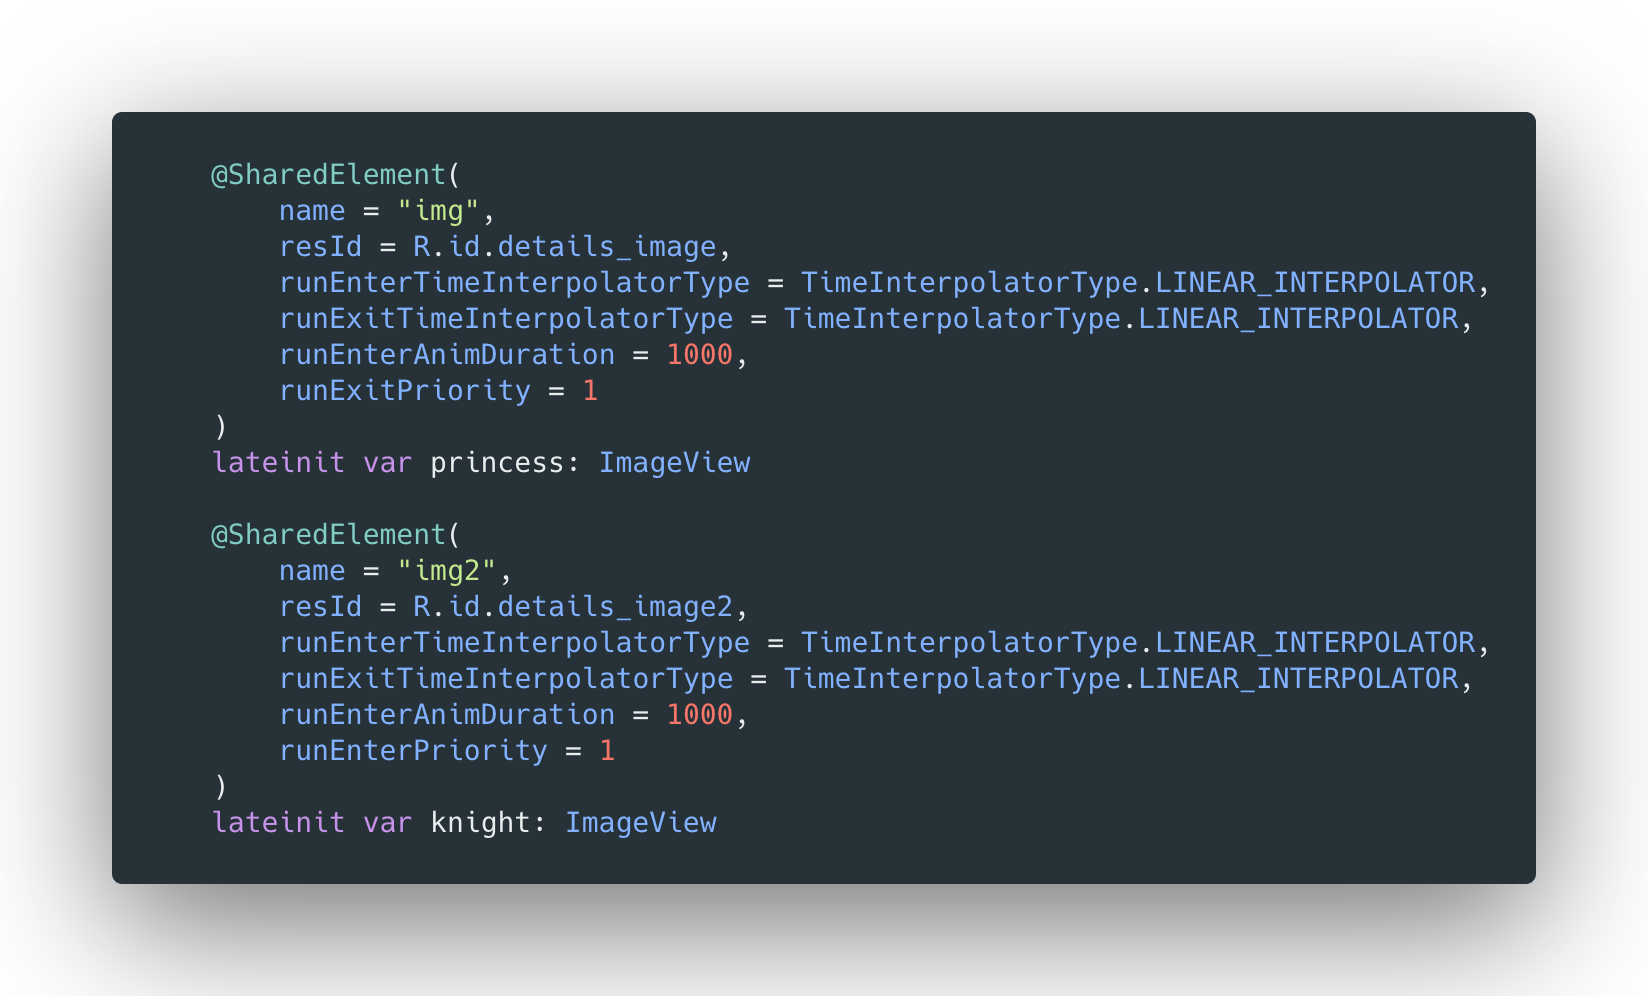 @SharedElement(
    name = "img",
    resId = R.id.details_image,
    runEnterTimeInterpolatorType = TimeInterpolatorType.LINEAR_INTERPOLATOR,
    runExitTimeInterpolatorType = TimeInterpolatorType.LINEAR_INTERPOLATOR,
    runEnterAnimDuration = 1000,
    runExitPriority = 1
)
lateinit var princess: ImageView

@SharedElement(
    name = "img2",
    resId = R.id.details_image2,
    runEnterTimeInterpolatorType = TimeInterpolatorType.LINEAR_INTERPOLATOR,
    runExitTimeInterpolatorType = TimeInterpolatorType.LINEAR_INTERPOLATOR,
    runEnterAnimDuration = 1000,
    runEnterPriority = 1
)
lateinit var knight: ImageView